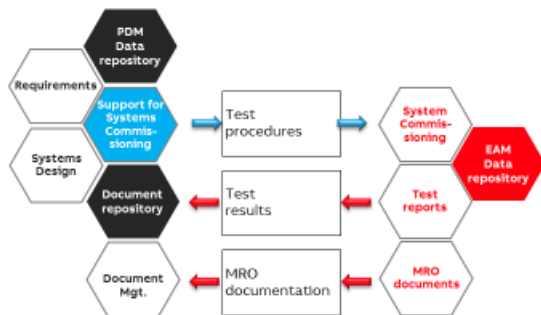 PDM
Data
repository
Requirements
Support for
Systems
Commis-
sioning
Systems
Design
Document
repository
Document
Mgt.
Test
procedures
Test
results
MRO
documentation
System
Commis-
sioning
EAM
Data
repository
Test
reports
MRO
documents